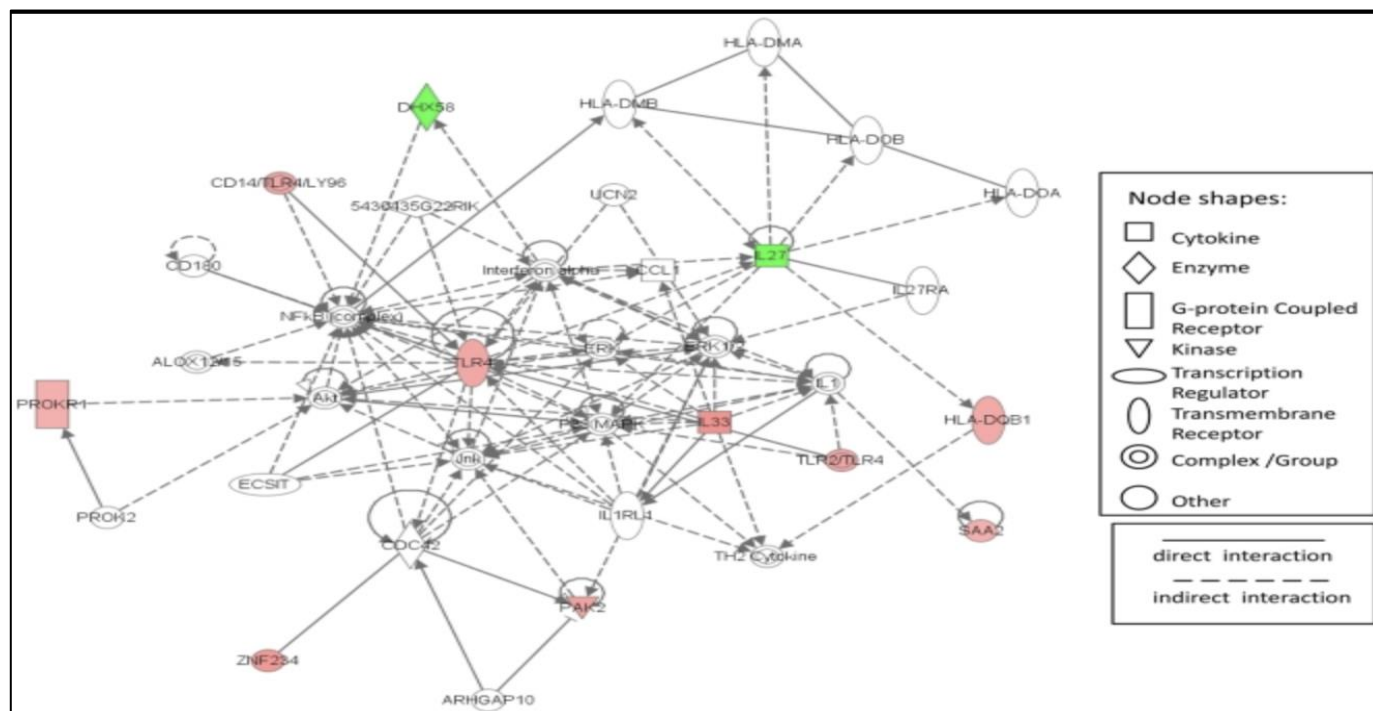 HLA-DMA
DHX58
HLA-DMB
HLA-DOB
CD14/TLR4/LY96
5430435G22RIK
UCN2
HLA-DOA
CD180
Interferon alpha
CCL1
IL27
IL27RA
NFkB (complex)
ALOX12/15
TLR4
ERK
ERK1/2
IL1
PROKR1
Akt
P38 MAPK
IL33
HLA-DQB1
Jnk
TLR2/TLR4
ECSIT
PROK2
IL1RL1
SAA2
CDC42
TH2 Cytokine
PAK2
ZNF234
ARHGAP10
Node shapes:
Cytokine
Enzyme
G-protein Coupled
Receptor
Kinase
Transcription
Regulator
Transmembrane
Receptor
Complex /Group
Other
direct interaction
indirect interaction